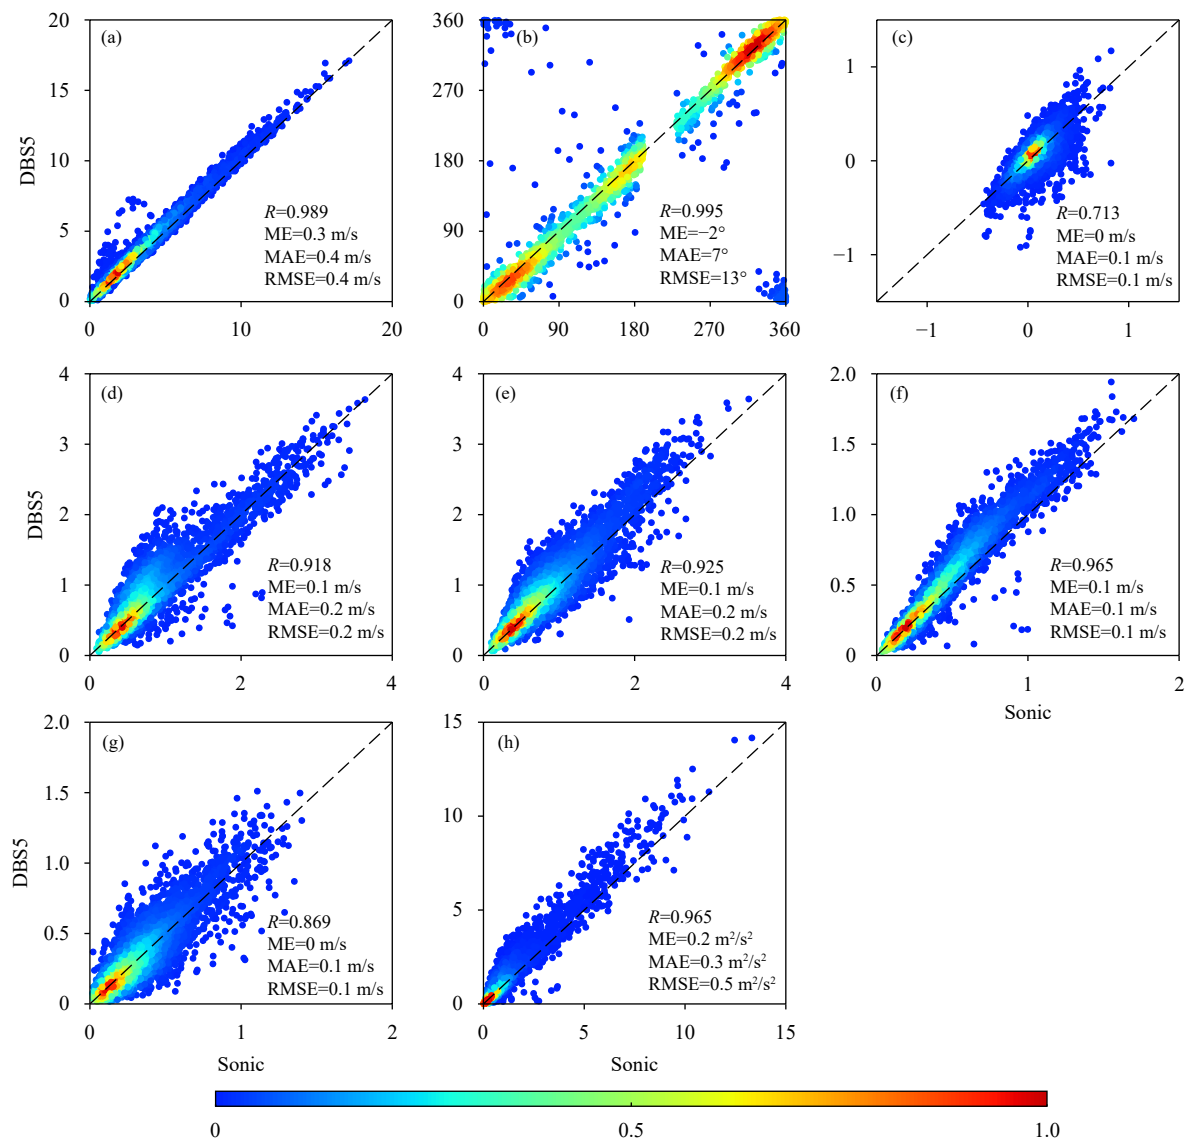 (a)
20
15
10
5
0
DBS5
R=0.989
ME=0.3 m/s
MAE=0.4 m/s
RMSE=0.4 m/s
0
10
20
(b)
360
270
180
90
0
R=0.995
ME=−2°
MAE=7°
RMSE=13°
0
90
180
270
360
(c)
1
0
−1
R=0.713
ME=0 m/s
MAE=0.1 m/s
RMSE=0.1 m/s
−1
0
1
(d)
4
3
2
1
0
DBS5
R=0.918
ME=0.1 m/s
MAE=0.2 m/s
RMSE=0.2 m/s
0
2
4
(e)
4
3
2
1
0
R=0.925
ME=0.1 m/s
MAE=0.2 m/s
RMSE=0.2 m/s
0
2
4
(f)
2.0
1.5
1.0
0.5
0
R=0.965
ME=0.1 m/s
MAE=0.1 m/s
RMSE=0.1 m/s
0
1
2
Sonic
(g)
2.0
1.5
1.0
0.5
0
DBS5
R=0.869
ME=0 m/s
MAE=0.1 m/s
RMSE=0.1 m/s
0
1
2
Sonic
(h)
15
10
5
0
R=0.965
ME=0.2 m²/s²
MAE=0.3 m²/s²
RMSE=0.5 m²/s²
0
5
10
15
Sonic
0
0.5
1.0